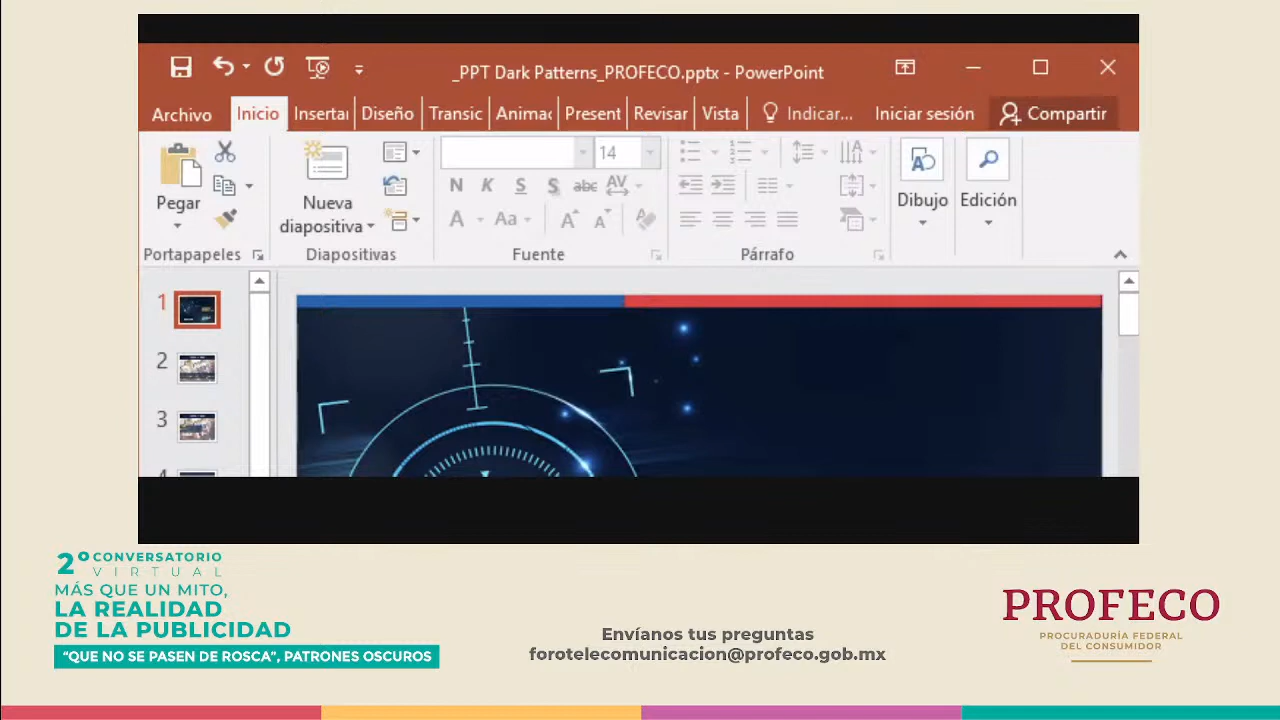 _PPT Dark Patterns_PROFECO.pptx - PowerPoint
Archivo Inicio Insertar Diseño Transic Animac Present Revisar Vista Indicar... Iniciar sesión Compartir
14
N K S S abc AV
A Aa A A
Pegar
Nueva diapositiva
Dibujo Edición
Portapapeles Diapositivas Fuente Párrafo
1
2
3
2º CONVERSATORIO
VIRTUAL
MÁS QUE UN MITO,
LA REALIDAD
DE LA PUBLICIDAD
“QUE NO SE PASEN DE ROSCA”, PATRONES OSCUROS
Envíanos tus preguntas
forotelecomunicacion@profeco.gob.mx
PROFECO
PROCURADURÍA FEDERAL
DEL CONSUMIDOR